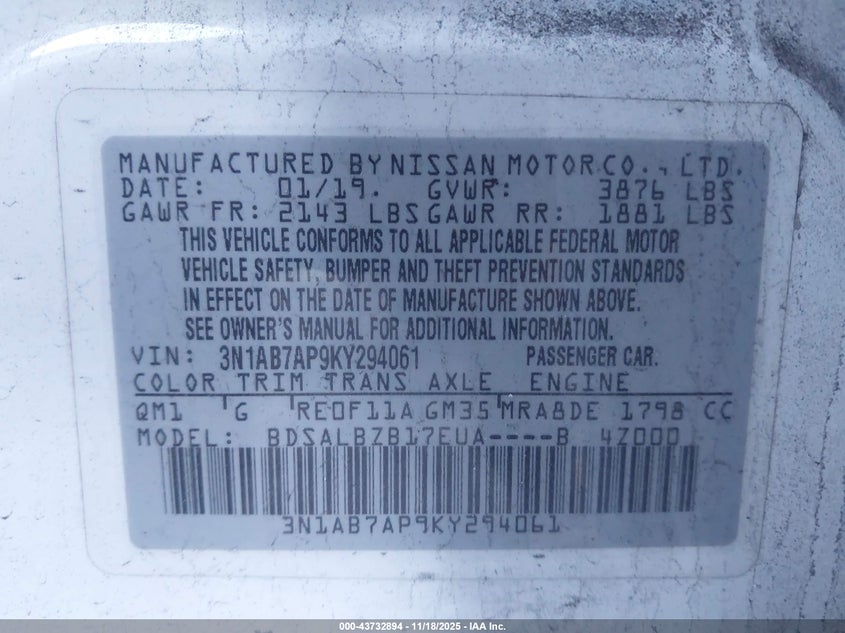 MANUFACTURED BY NISSAN MOTOR CO., LTD.
DATE: 01/19. GVWR: 3876 LBS
GAWR FR: 2143 LBS GAWR RR: 1881 LBS
THIS VEHICLE CONFORMS TO ALL APPLICABLE FEDERAL MOTOR
VEHICLE SAFETY, BUMPER AND THEFT PREVENTION STANDARDS
IN EFFECT ON THE DATE OF MANUFACTURE SHOWN ABOVE.
SEE OWNER'S MANUAL FOR ADDITIONAL INFORMATION.
VIN: 3N1AB7AP9KY294061 PASSENGER CAR.
COLOR TRIM TRANS AXLE ENGINE
QM1 G RE0F11A GM35 MRA8DE 1798 CC
MODEL: BDSALBZB17EUA----B 4Z000
3N1AB7AP9KY294061
000-43732894 - 11/18/2025 - IAA Inc.